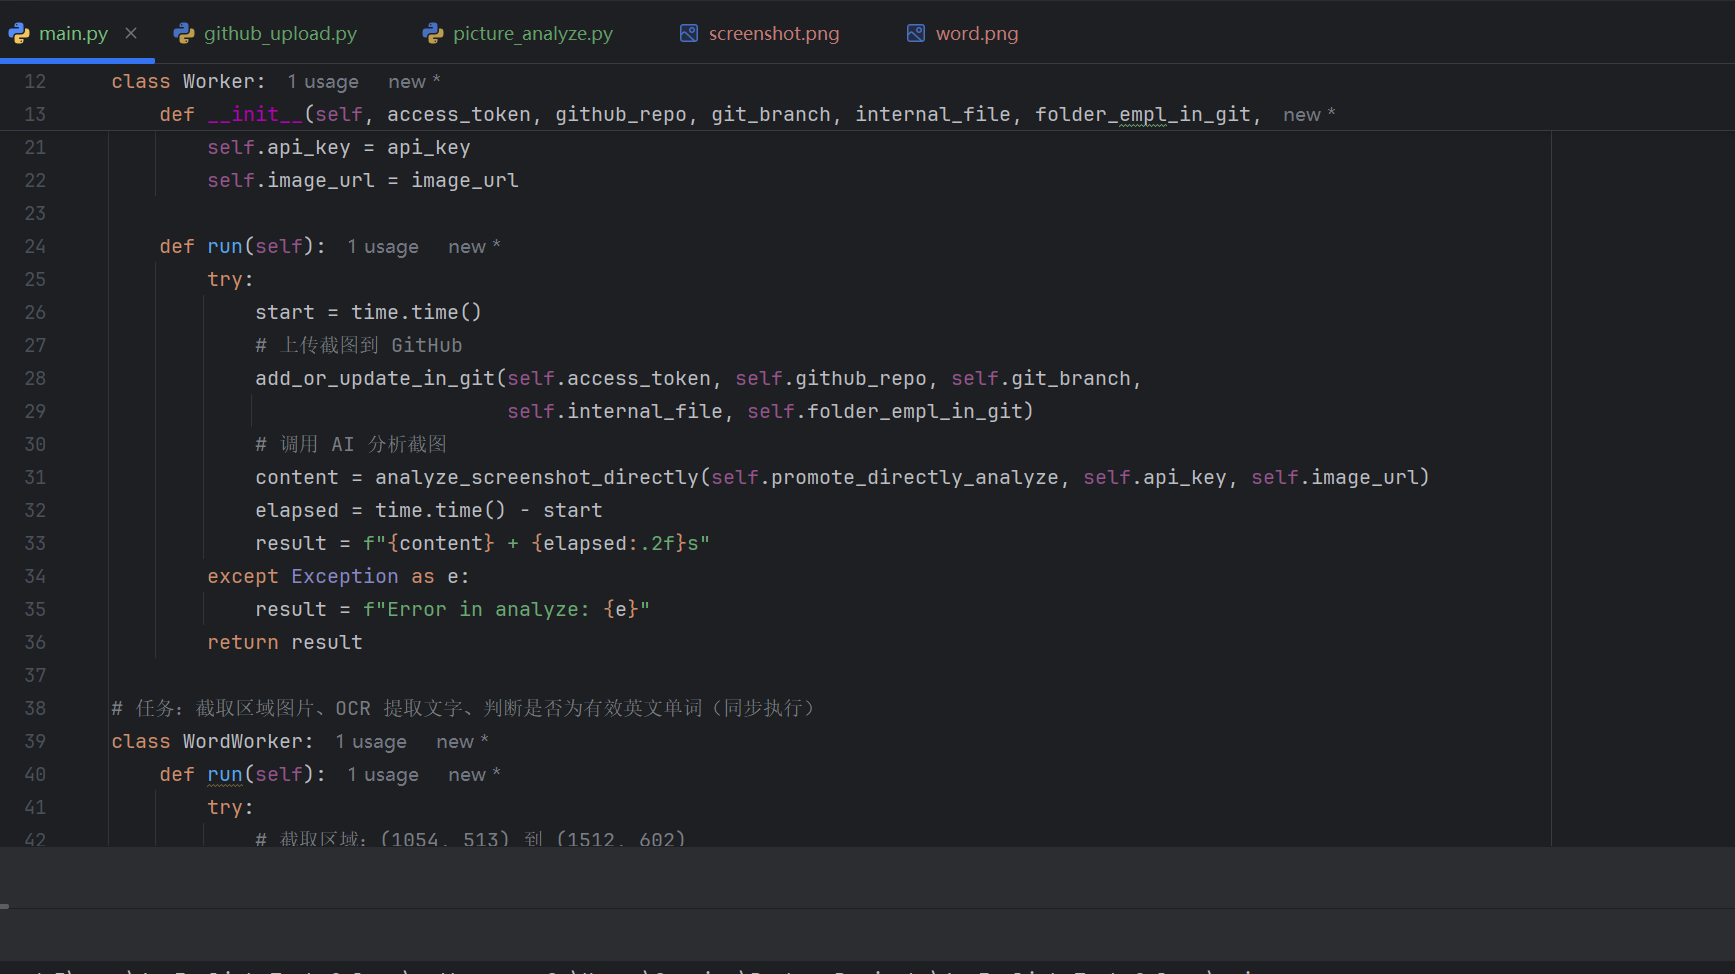 main.py github_upload.py picture_analyze.py screenshot.png word.png
12 class Worker: 1 usage new *
13 def __init__(self, access_token, github_repo, git_branch, internal_file, folder_empl_in_git, new *
21 self.api_key = api_key
22 self.image_url = image_url
23
24 def run(self): 1 usage new *
25 try:
26 start = time.time()
27 # 上传截图到 GitHub
28 add_or_update_in_git(self.access_token, self.github_repo, self.git_branch,
29 self.internal_file, self.folder_empl_in_git)
30 # 调用 AI 分析截图
31 content = analyze_screenshot_directly(self.promote_directly_analyze, self.api_key, self.image_url)
32 elapsed = time.time() - start
33 result = f"{content} + {elapsed:.2f}s"
34 except Exception as e:
35 result = f"Error in analyze: {e}"
36 return result
37
38 # 任务：截取区域图片、OCR 提取文字、判断是否为有效英文单词（同步执行）
39 class WordWorker: 1 usage new *
40 def run(self): 1 usage new *
41 try:
42 # 截取区域：(1054, 513) 到 (1512, 602)